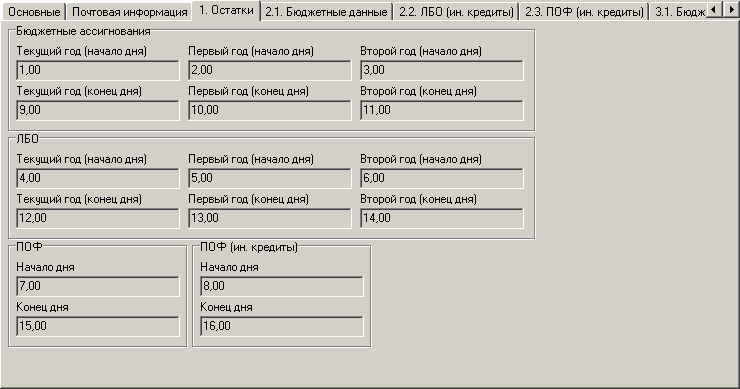 Основные Почтовая информация 1. Остатки 2.1. Бюджетные данные 2.2. ЛБО (ин. кредиты) 2.3. ПОФ (ин. кредиты) 3.1. Бюдж
Бюджетные ассигнования
Текущий год (начало дня) Первый год (начало дня) Второй год (начало дня)
1,00 2,00 3,00
Текущий год (конец дня) Первый год (конец дня) Второй год (конец дня)
9,00 10,00 11,00
ЛБО
Текущий год (начало дня) Первый год (начало дня) Второй год (начало дня)
4,00 5,00 6,00
Текущий год (конец дня) Первый год (конец дня) Второй год (конец дня)
12,00 13,00 14,00
ПОФ ПОФ (ин. кредиты)
Начало дня Начало дня
7,00 8,00
Конец дня Конец дня
15,00 16,00